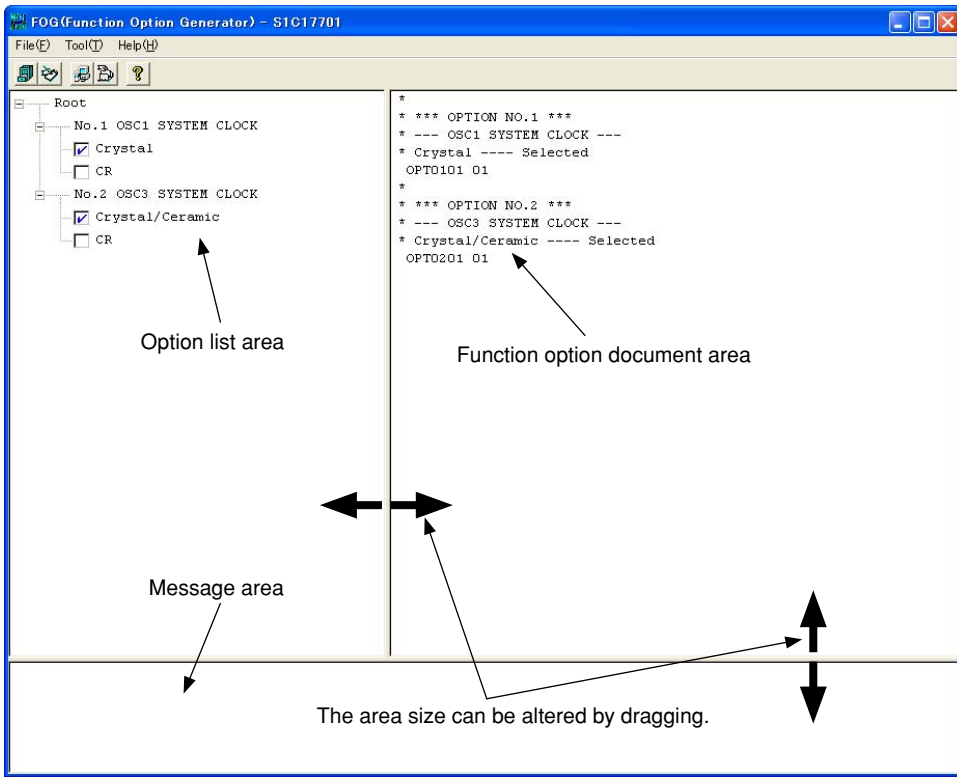 FOG(Function Option Generator) - S1C17701
File(F) Tool(T) Help(H)
?
Root
No.1 OSC1 SYSTEM CLOCK
Crystal
CR
No.2 OSC3 SYSTEM CLOCK
Crystal/Ceramic
CR
Option list area
*
* *** OPTION NO.1 ***
* --- OSC1 SYSTEM CLOCK ---
* Crystal ---- Selected
OPT0101 01
*
* *** OPTION NO.2 ***
* --- OSC3 SYSTEM CLOCK ---
* Crystal/Ceramic ---- Selected
OPT0201 01
Function option document area
Message area
The area size can be altered by dragging.